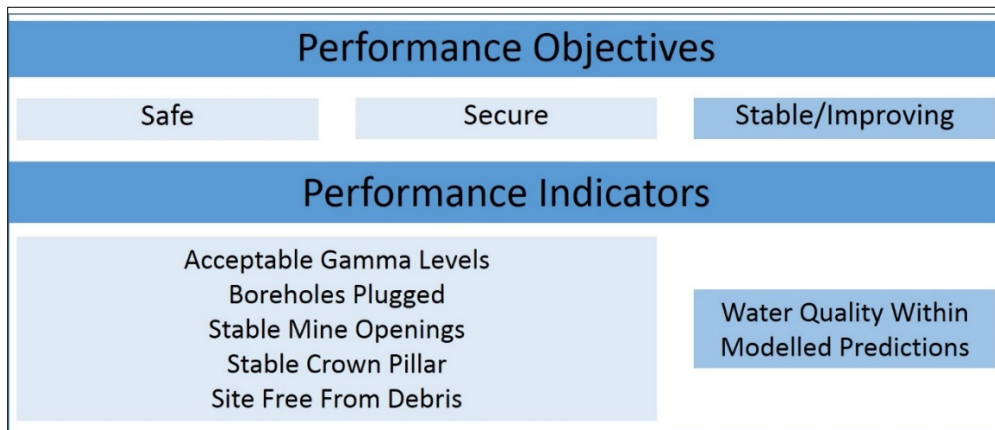 Performance Objectives
Safe
Secure
Stable/Improving
Performance Indicators
Acceptable Gamma Levels
Boreholes Plugged
Stable Mine Openings
Stable Crown Pillar
Site Free From Debris
Water Quality Within
Modelled Predictions